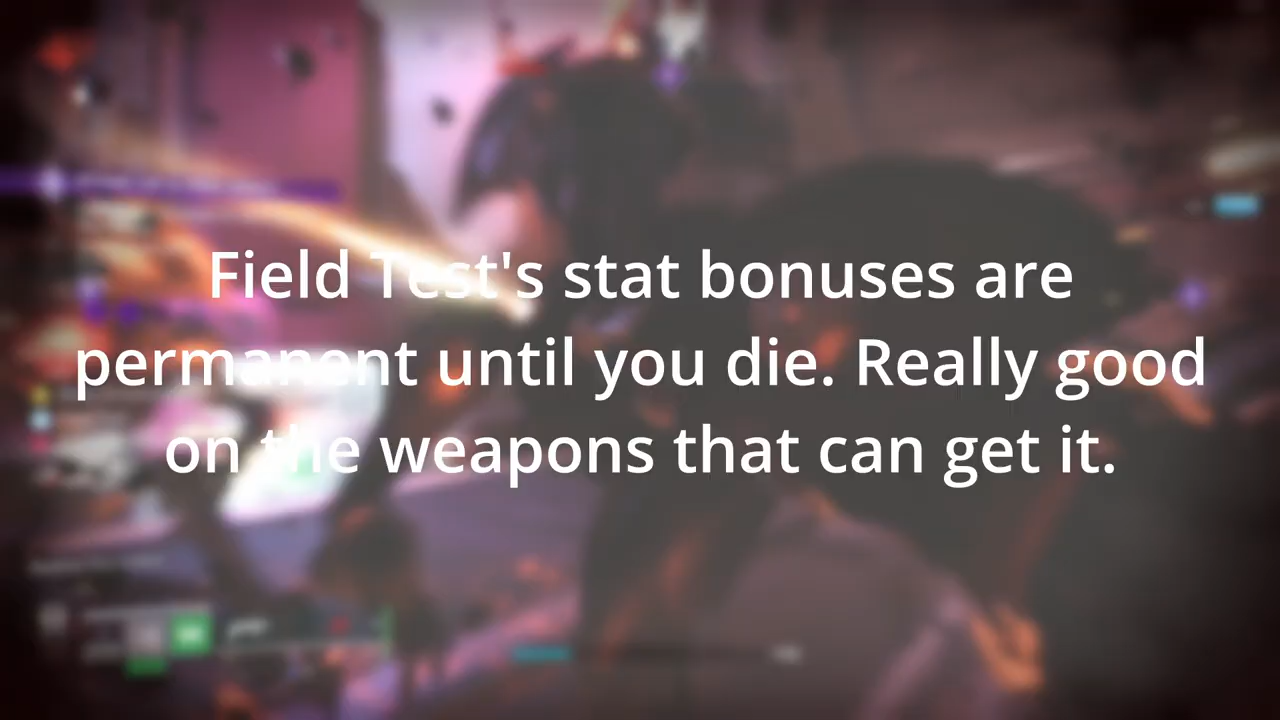 Field Test's stat bonuses are
permanent until you die. Really good
on the weapons that can get it.